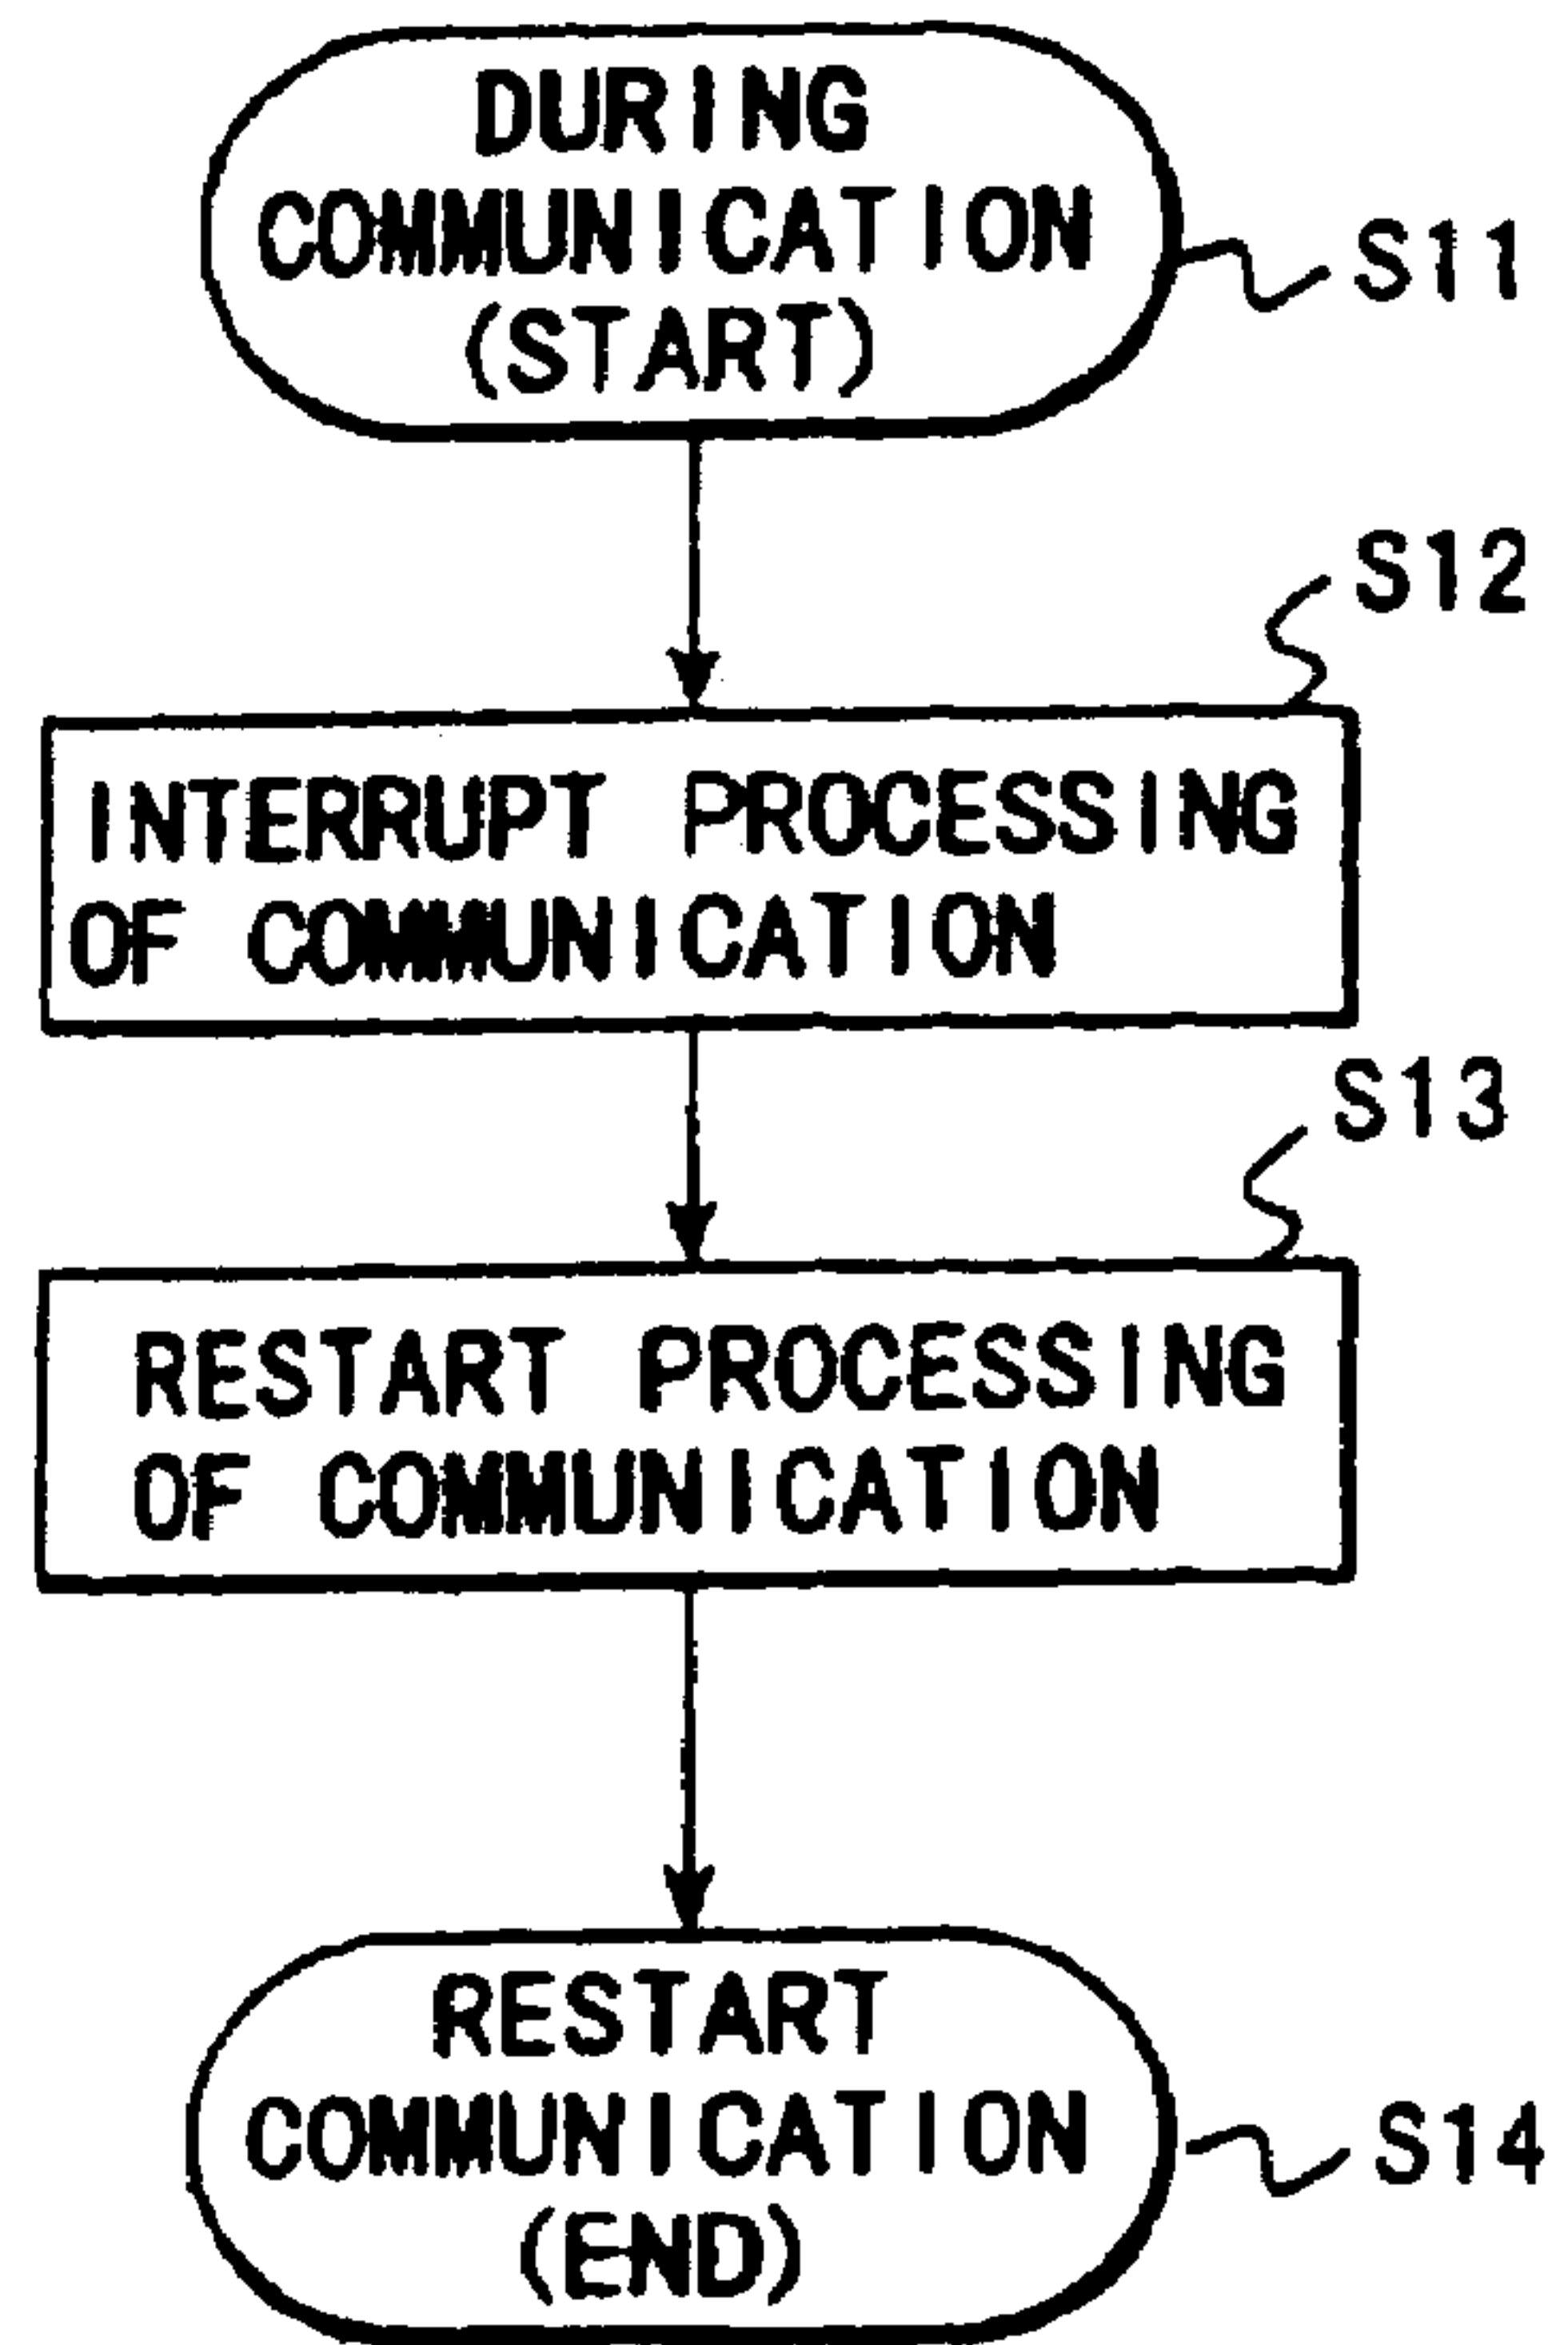 DURING
COMMUNICATION
(START)
S11
S12
INTERRUPT PROCESSING
OF COMMUNICATION
S13
RESTART PROCESSING
OF COMMUNICATION
RESTART
COMMUNICATION
(END)
S14